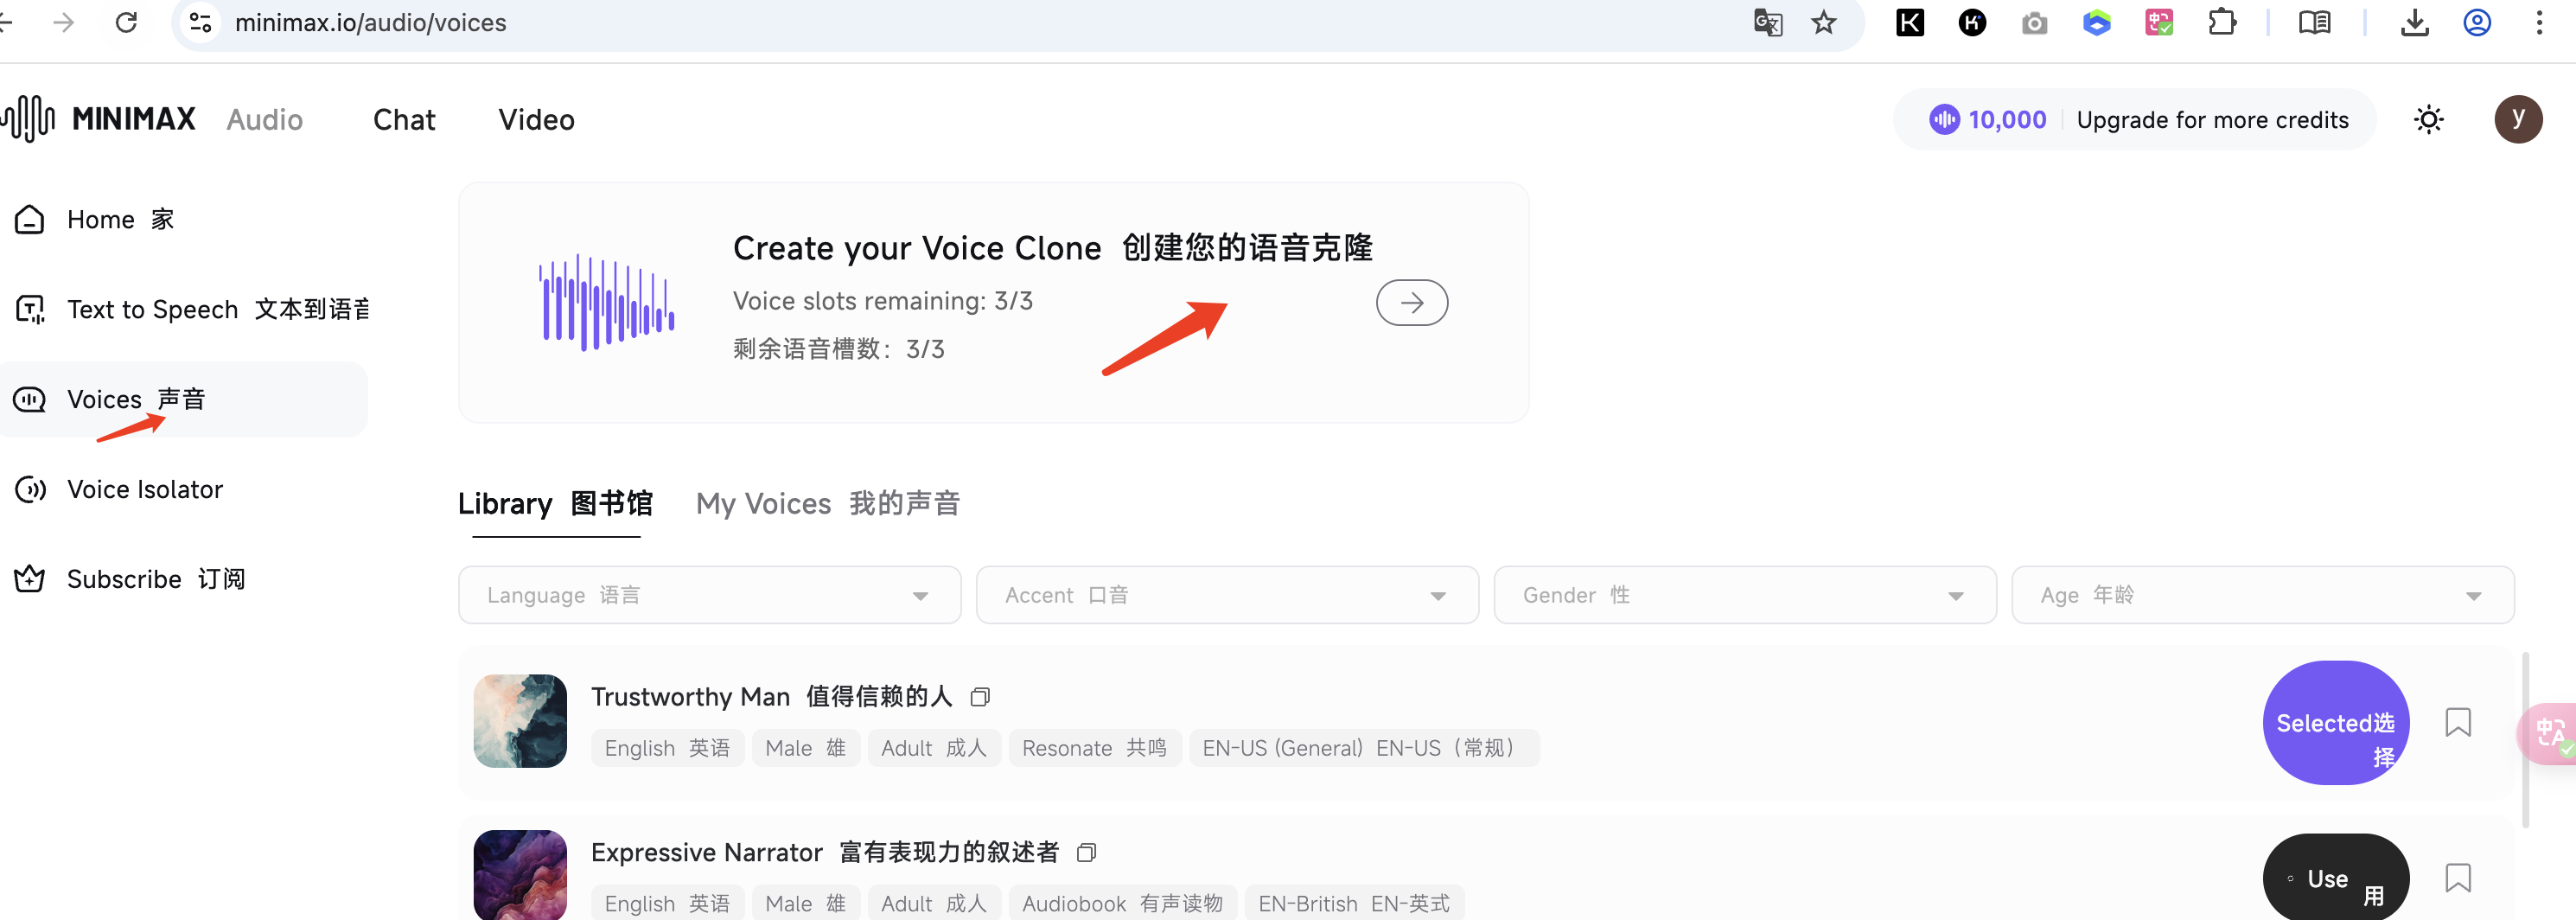 minimax.io/audio/voices
MINIMAX Audio Chat Video
10,000 Upgrade for more credits
y
Home 家
Text to Speech 文本到语音
Voices 声音
Voice Isolator
Subscribe 订阅
Create your Voice Clone 创建您的语音克隆
Voice slots remaining: 3/3
剩余语音槽数：3/3
Library 图书馆 My Voices 我的声音
Language 语言 Accent 口音 Gender 性 Age 年龄
Trustworthy Man 值得信赖的人
English 英语 Male 雄 Adult 成人 Resonate 共鸣 EN-US (General) EN-US（常规）
Selected选
择
Expressive Narrator 富有表现力的叙述者
English 英语 Male 雄 Adult 成人 Audiobook 有声读物 EN-British EN-英式
Use 用